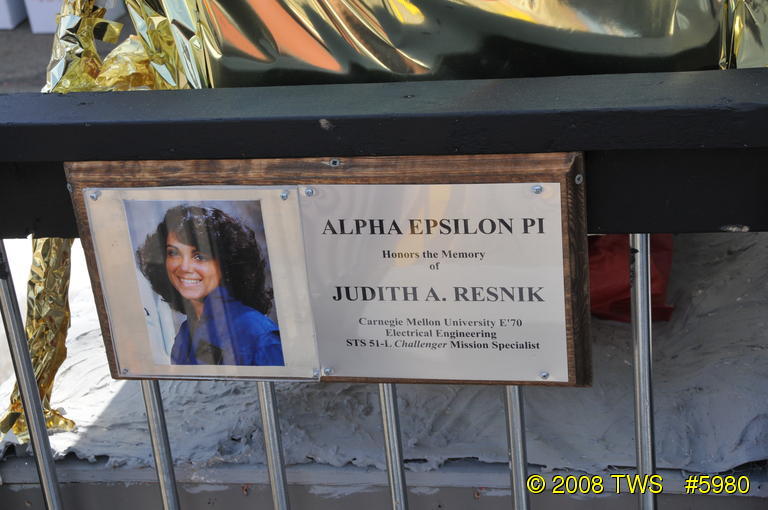 ALPHA EPSILON PI
Honors the Memory
of
JUDITH A. RESNIK
Carnegie Mellon University E'70
Electrical Engineering
STS 51-L Challenger Mission Specialist
© 2008 TWS #5980